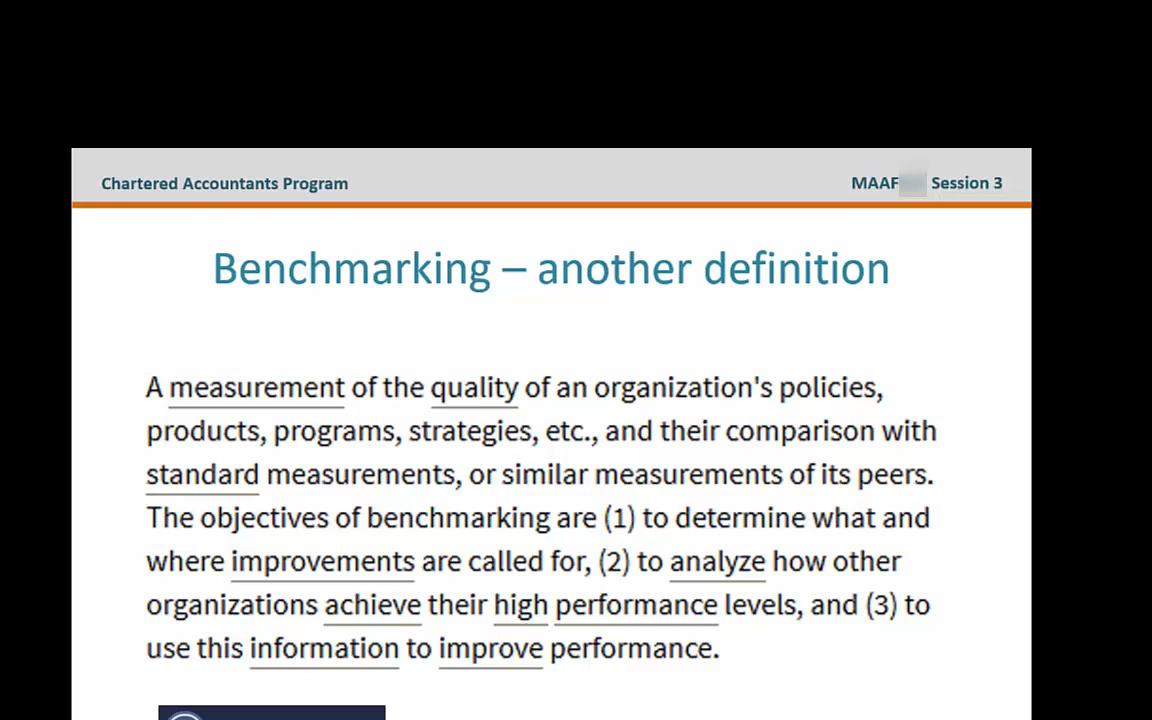 Chartered Accountants Program
MAAF Session 3
Benchmarking – another definition
A measurement of the quality of an organization's policies,
products, programs, strategies, etc., and their comparison with
standard measurements, or similar measurements of its peers.
The objectives of benchmarking are (1) to determine what and
where improvements are called for, (2) to analyze how other
organizations achieve their high performance levels, and (3) to
use this information to improve performance.